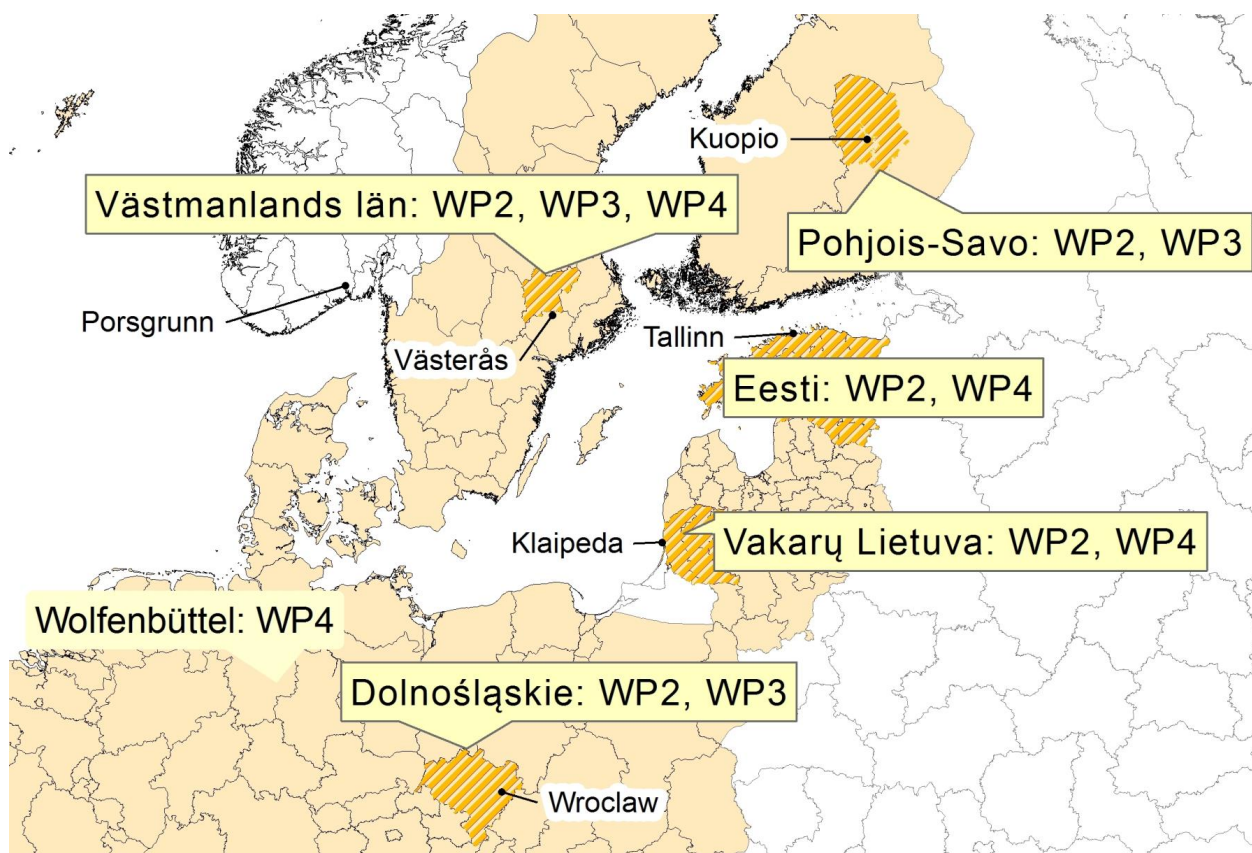 Kuopio
Västmanlands län: WP2, WP3, WP4
Pohjois-Savo: WP2, WP3
Porsgrunn
Tallinn
Västerås
Eesti: WP2, WP4
Klaipeda
Vakarų Lietuva: WP2, WP4
Wolfenbüttel: WP4
Dolnośląskie: WP2, WP3
Wroclaw